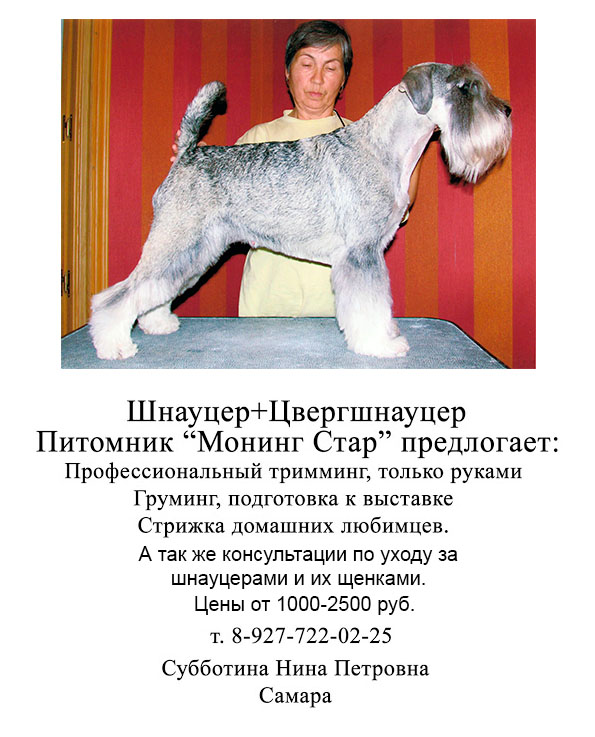 Шнауцер+Цвергшнауцер
Питомник “Монинг Стар” предлогает:
Профессиональный тримминг, только руками
Груминг, подготовка к выставке
Стрижка домашних любимцев.
А так же консультации по уходу за
шнауцерами и их щенками.
Цены от 1000-2500 руб.
т. 8-927-722-02-25
Субботина Нина Петровна
Самара